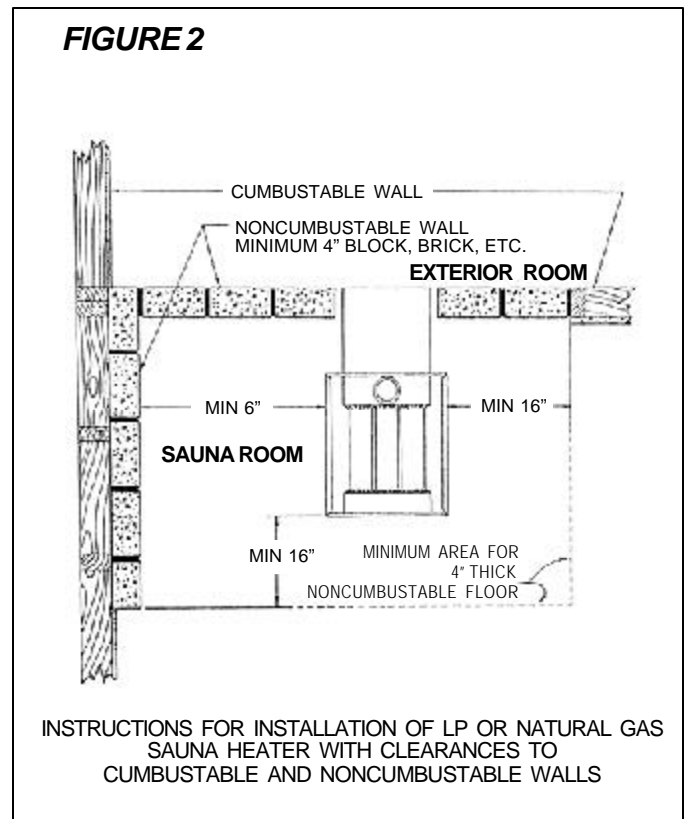 FIGURE 2
CUMBUSTABLE WALL
NONCUMBUSTABLE WALL
MINIMUM 4" BLOCK, BRICK, ETC.
EXTERIOR ROOM
MIN 6"
MIN 16"
SAUNA ROOM
MIN 16"
MINIMUM AREA FOR
4" THICK
NONCUMBUSTABLE FLOOR
INSTRUCTIONS FOR INSTALLATION OF LP OR NATURAL GAS
SAUNA HEATER WITH CLEARANCES TO
CUMBUSTABLE AND NONCUMBUSTABLE WALLS